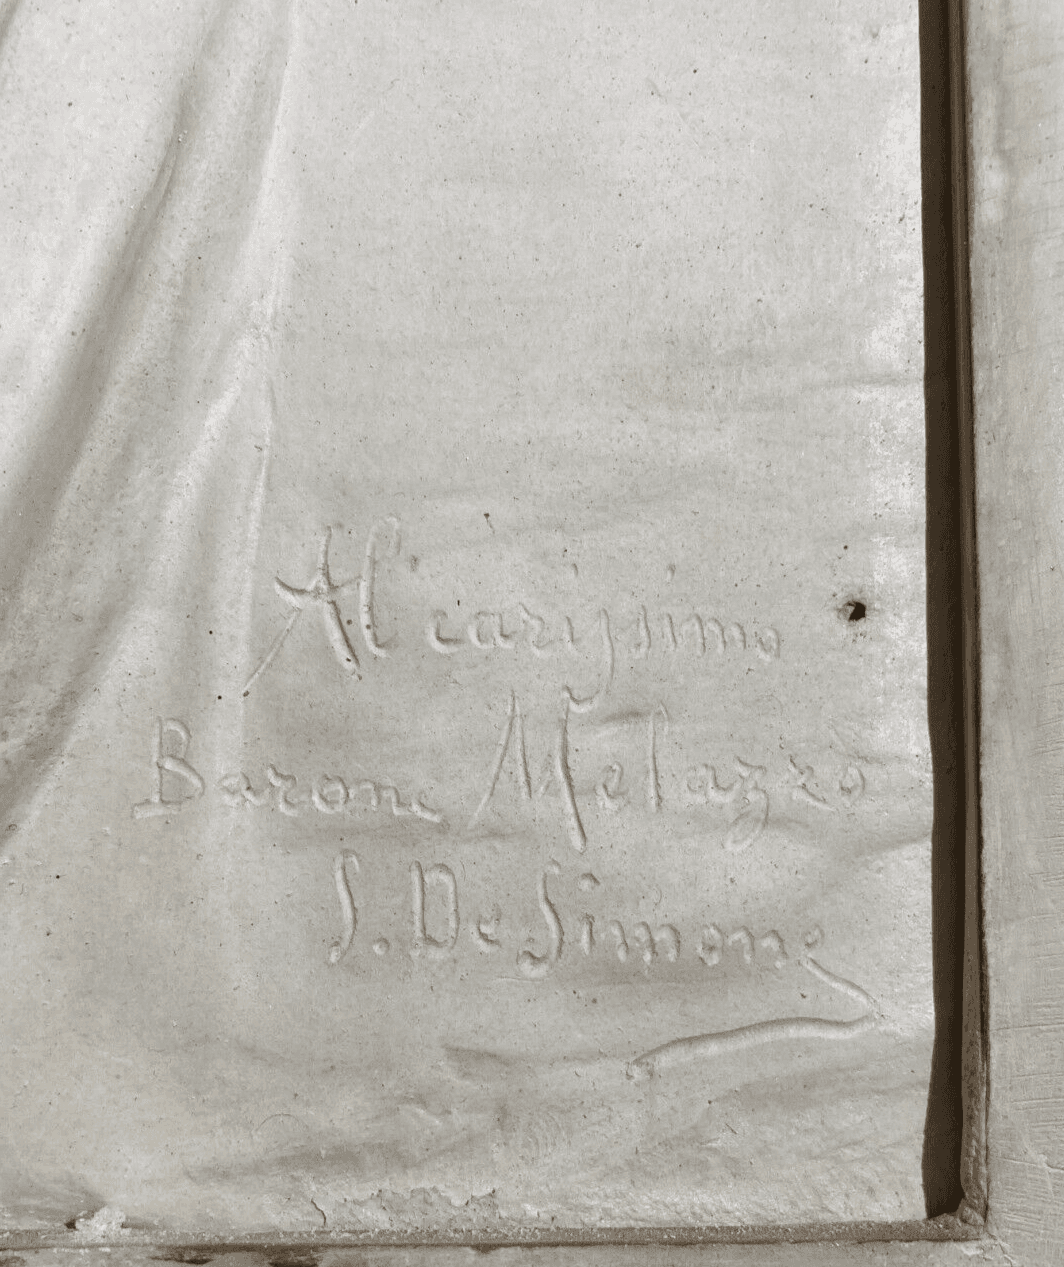 Al carissimo
Barone Melazzo
S. De Simone